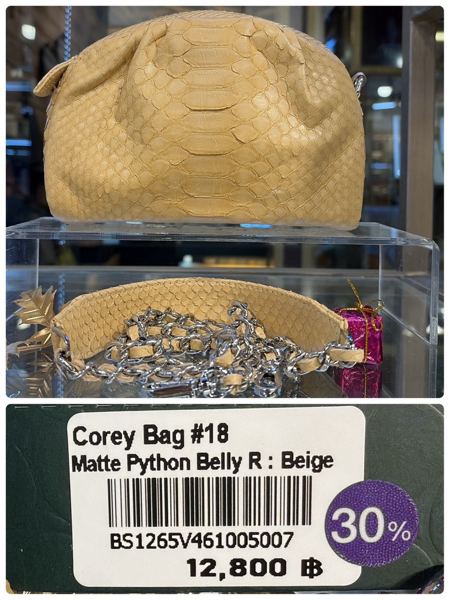 Corey Bag #18
Matte Python Belly R : Beige
BS1265V461005007
12,800 ฿
30%